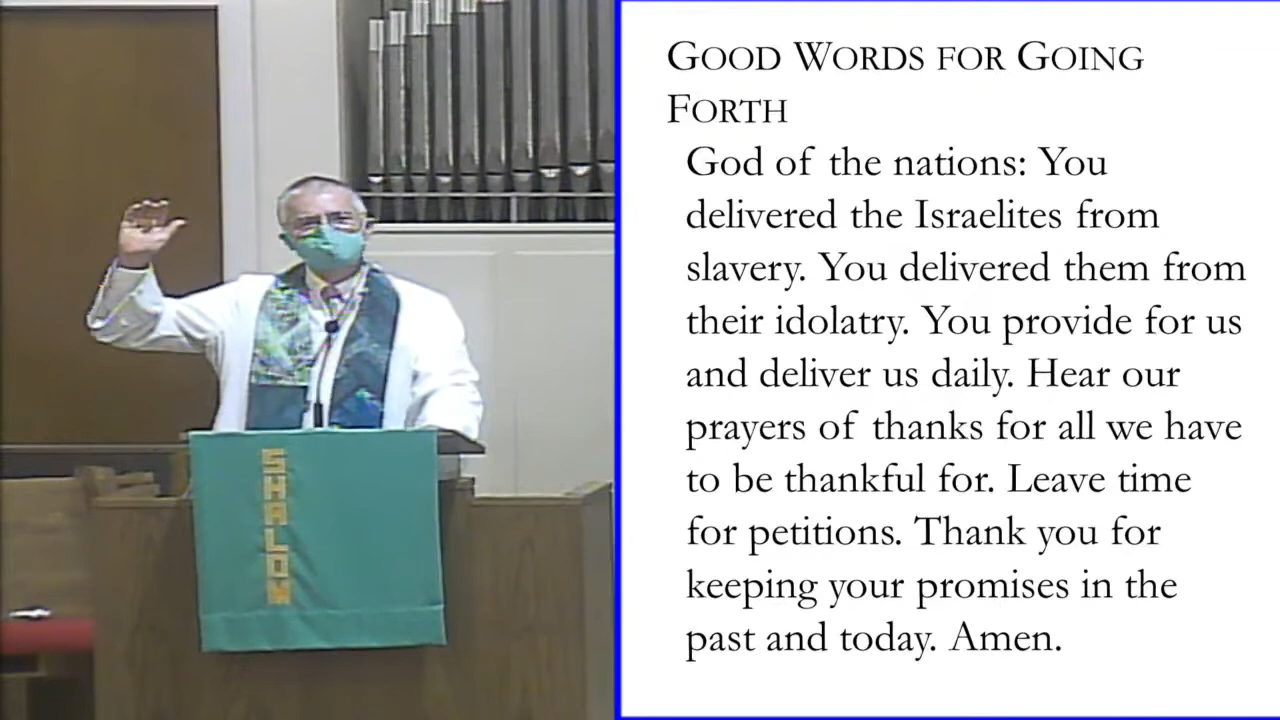 SHALOM
GOOD WORDS FOR GOING
FORTH
God of the nations: You
delivered the Israelites from
slavery. You delivered them from
their idolatry. You provide for us
and deliver us daily. Hear our
prayers of thanks for all we have
to be thankful for. Leave time
for petitions. Thank you for
keeping your promises in the
past and today. Amen.